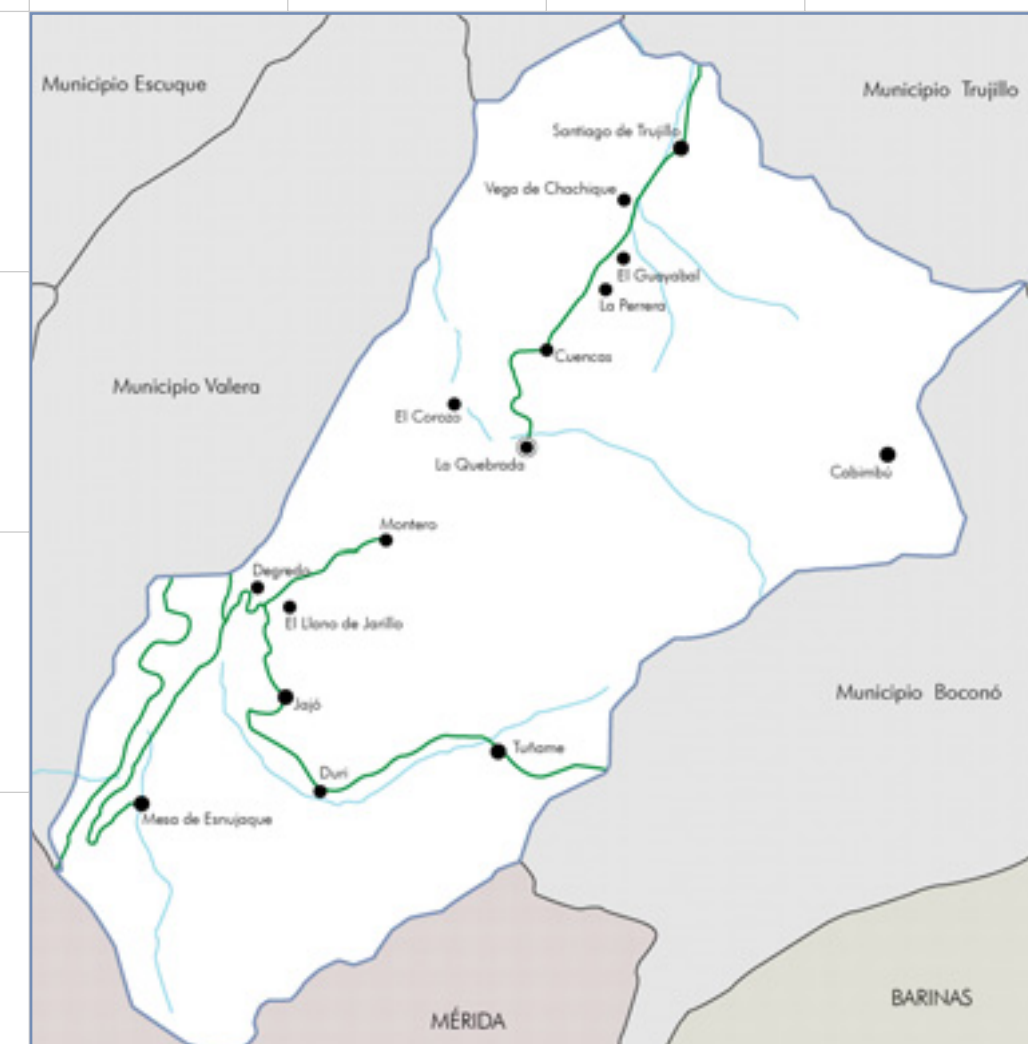 Municipio Escuque
Municipio Trujillo
Santiago de Trujillo
Vega de Chachique
El Guayabal
La Perrera
Cuencas
Municipio Valera
El Corozo
La Quebrada
Cabimbú
Montero
Degredo
El Llano de Jarillo
Municipio Boconó
Jajó
Tuñame
Duri
Mesa de Esnujaque
BARINAS
MÉRIDA